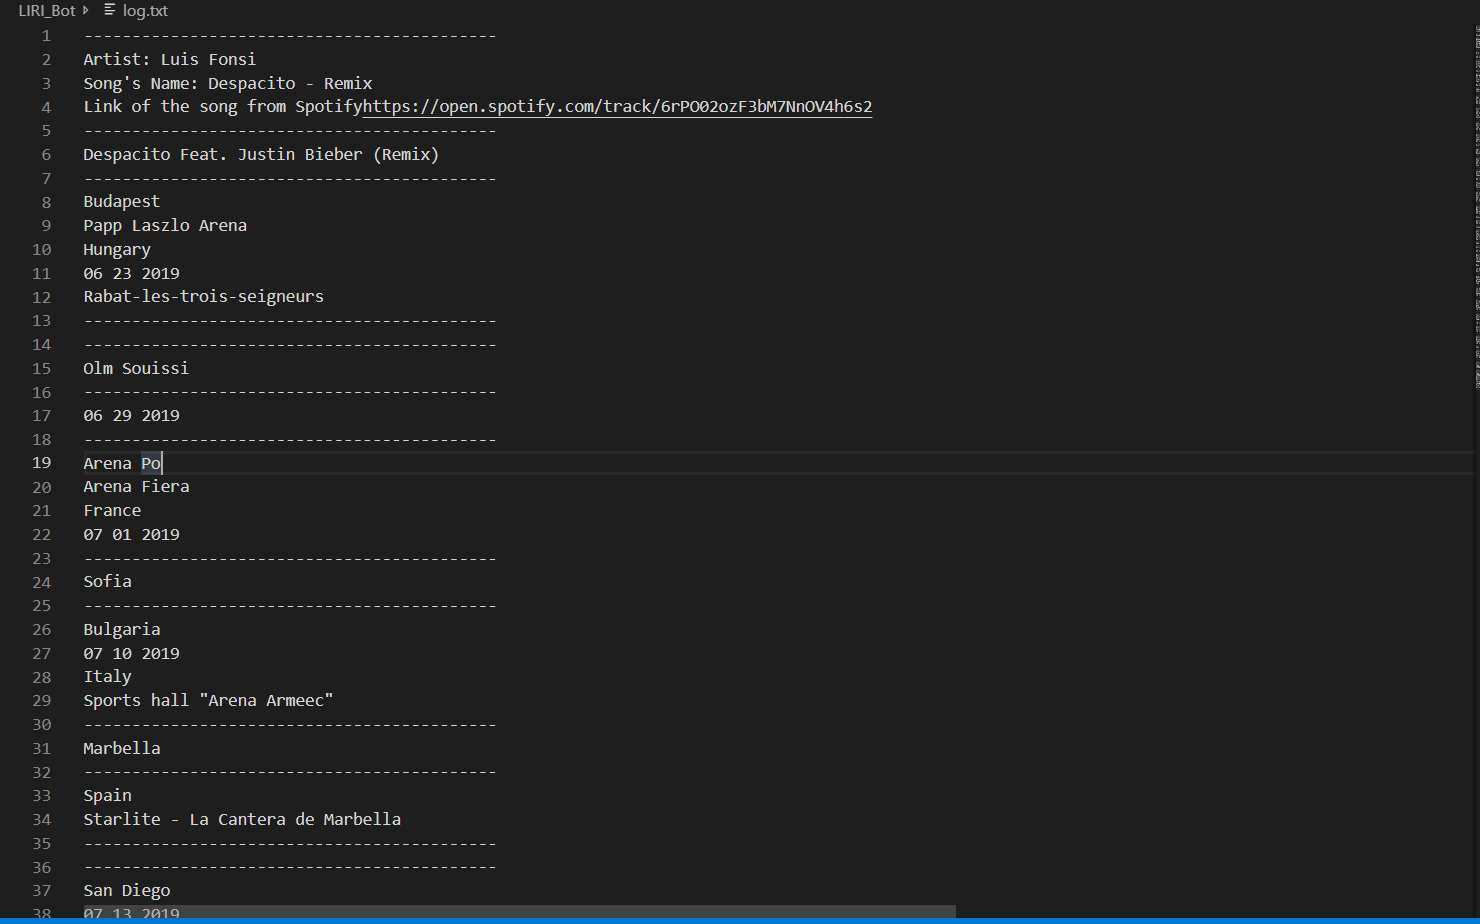 LIRI_Bot log.txt
1 -------------------------------------------
2 Artist: Luis Fonsi
3 Song's Name: Despacito - Remix
4 Link of the song from Spotifyhttps://open.spotify.com/track/6rPO02ozF3bM7NnOV4h6s2
5 -------------------------------------------
6 Despacito Feat. Justin Bieber (Remix)
7 -------------------------------------------
8 Budapest
9 Papp Laszlo Arena
10 Hungary
11 06 23 2019
12 Rabat-les-trois-seigneurs
13 -------------------------------------------
14 -------------------------------------------
15 Olm Souissi
16 -------------------------------------------
17 06 29 2019
18 -------------------------------------------
19 Arena Po
20 Arena Fiera
21 France
22 07 01 2019
23 -------------------------------------------
24 Sofia
25 -------------------------------------------
26 Bulgaria
27 07 10 2019
28 Italy
29 Sports hall "Arena Armeec"
30 -------------------------------------------
31 Marbella
32 -------------------------------------------
33 Spain
34 Starlite - La Cantera de Marbella
35 -------------------------------------------
36 -------------------------------------------
37 San Diego
38 07 13 2019